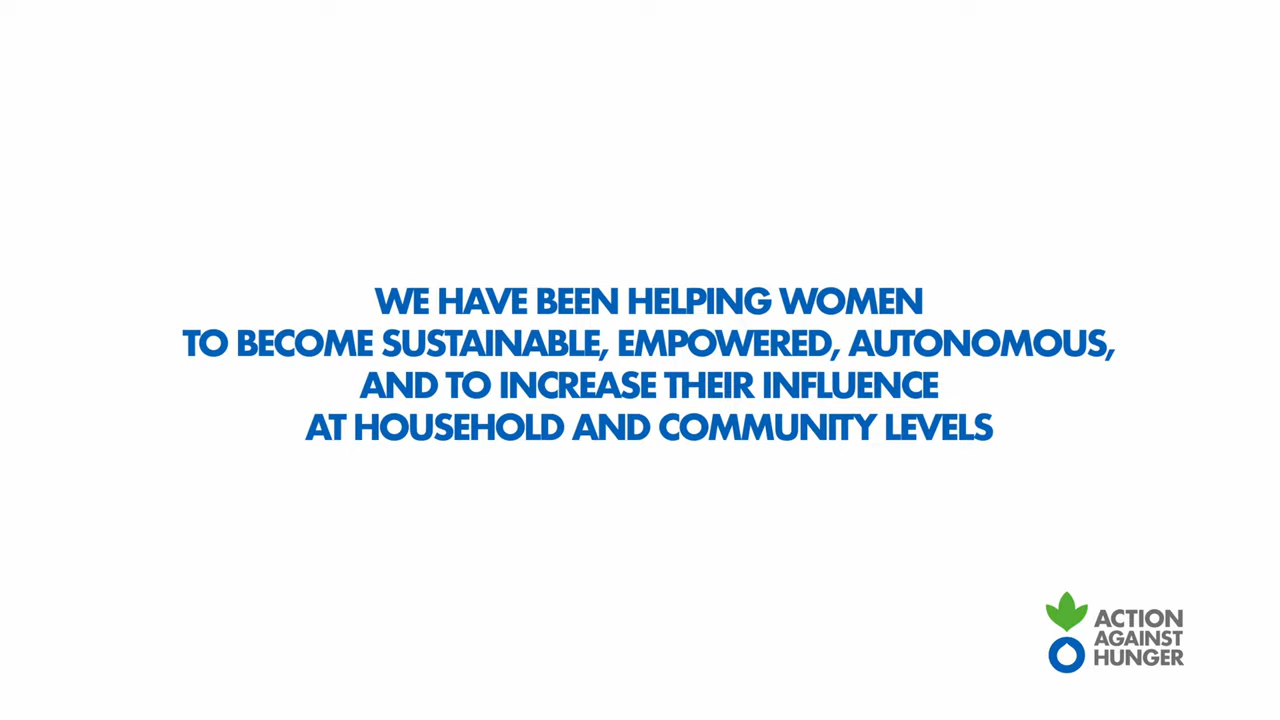 WE HAVE BEEN HELPING WOMEN
TO BECOME SUSTAINABLE, EMPOWERED, AUTONOMOUS,
AND TO INCREASE THEIR INFLUENCE
AT HOUSEHOLD AND COMMUNITY LEVELS
ACTION
AGAINST
HUNGER